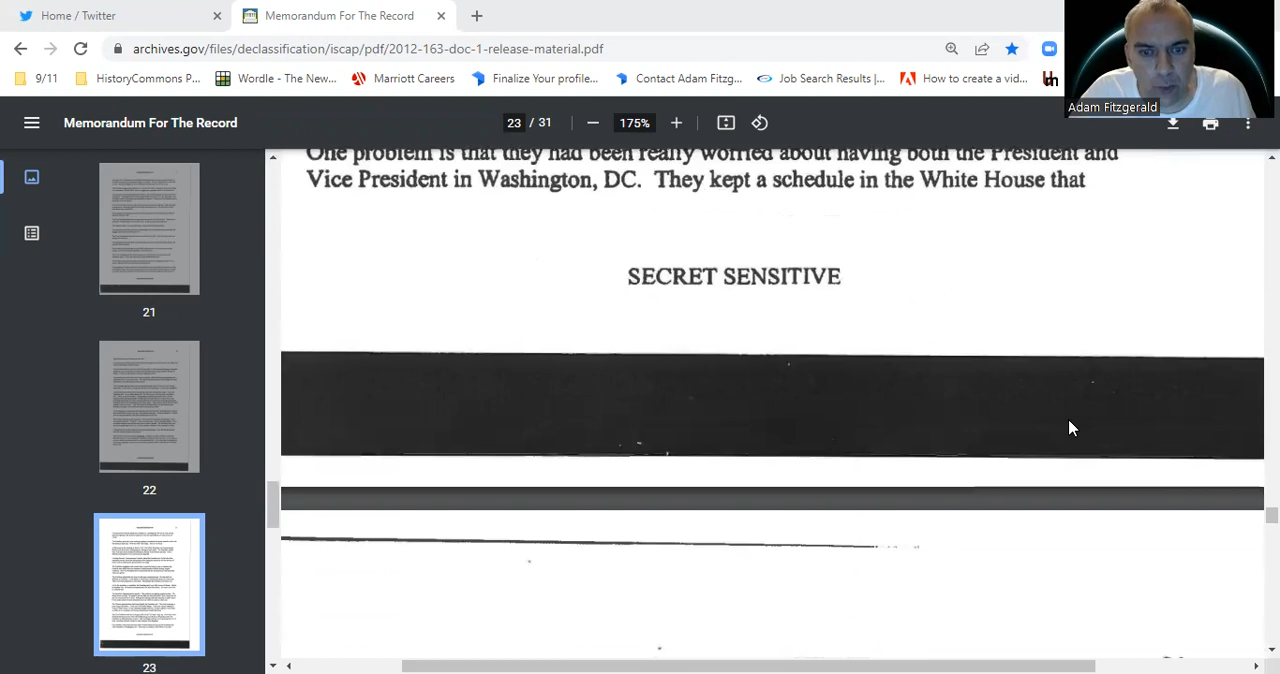 Home / Twitter
Memorandum For The Record
archives.gov/files/declassification/iscap/pdf/2012-163-doc-1-release-material.pdf
9/11
HistoryCommons P...
Wordle - The New...
Marriott Careers
Finalize Your profile...
Contact Adam Fitzg...
Job Search Results |...
How to create a vid...
Adam Fitzgerald
Memorandum For The Record
23 / 31
175%
21
22
23
One problem is that they had been really worried about having both the President and
Vice President in Washington, DC. They kept a schedule in the White House that
SECRET SENSITIVE